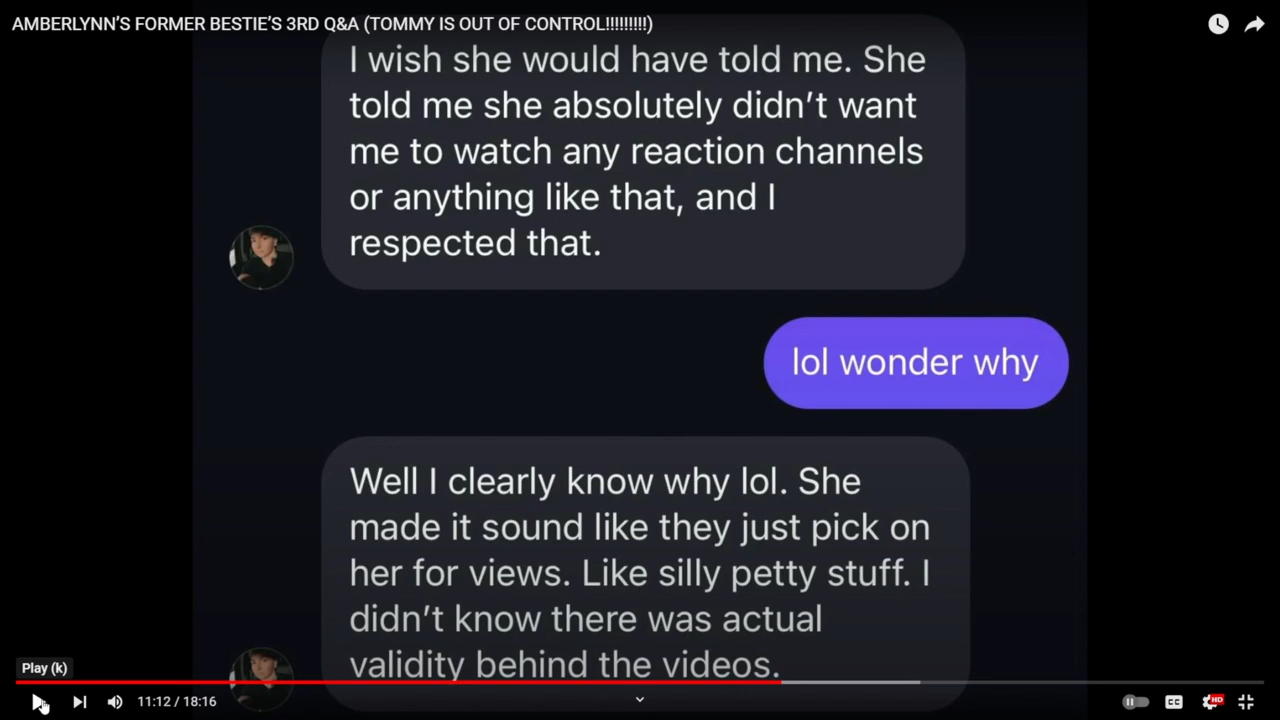 AMBERLYNN’S FORMER BESTIE’S 3RD Q&A (TOMMY IS OUT OF CONTROL!!!!!!!!!)
I wish she would have told me. She
told me she absolutely didn’t want
me to watch any reaction channels
or anything like that, and I
respected that.
lol wonder why
Well I clearly know why lol. She
made it sound like they just pick on
her for views. Like silly petty stuff. I
didn’t know there was actual
validity behind the videos.
Play (k)
11:12 / 18:16
CC
HD